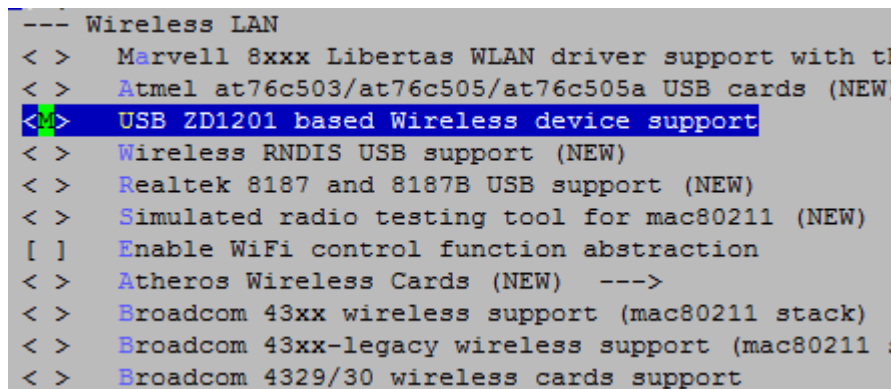 --- Wireless LAN
< > Marvell 8xxx Libertas WLAN driver support with
< > Atmel at76c503/at76c505/at76c505a USB cards (NEW
<M> USB ZD1201 based Wireless device support
< > Wireless RNDIS USB support (NEW)
< > Realtek 8187 and 8187B USB support (NEW)
< > Simulated radio testing tool for mac80211 (NEW)
[ ] Enable WiFi control function abstraction
< > Atheros Wireless Cards (NEW) --->
< > Broadcom 43xx wireless support (mac80211 stack)
< > Broadcom 43xx-legacy wireless support (mac80211
< > Broadcom 4329/30 wireless cards support